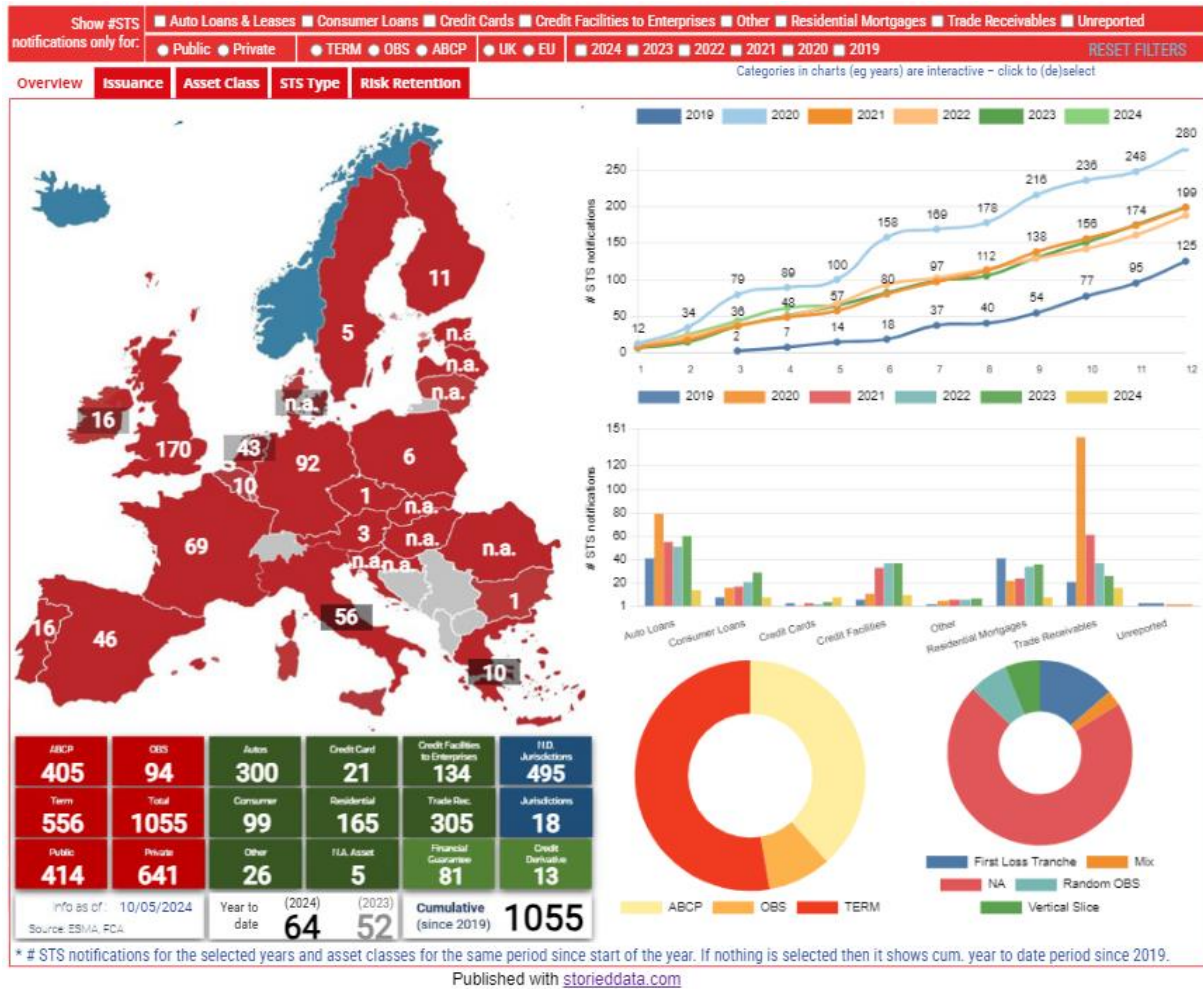 Show #STS notifications only for:
Auto Loans & Leases Consumer Loans Credit Cards Credit Facilities to Enterprises Other Residential Mortgages Trade Receivables Unreported
Public Private TERM OBS ABCP UK EU 2024 2023 2022 2021 2020 2019 RESET FILTERS
Overview Issuance Asset Class STS Type Risk Retention
Categories in charts (eg years) are interactive – click to (de)select
11
5
n.a.
n.a.
n.a.
n.a.
16
170
43
92
6
5
10
1
n.a.
3
n.a.
69
n.a.
n.a.
n.a.
1
56
16
46
10
2019 2020 2021 2022 2023 2024
# STS notifications
250
200
150
100
50
0
12 34 79 89 100 158 169 178 216 236 248 280
36 48 57 80 97 112 138 156 174 199
2 7 14 18 37 40 54 77 95 125
1 2 3 4 5 6 7 8 9 10 11 12
2019 2020 2021 2022 2023 2024
# STS notifications
151
120
100
80
60
40
20
1
Auto Loans
Consumer Loans
Credit Cards
Credit Facilities
Other
Residential Mortgages
Trade Receivables
Unreported
ABCP OBS TERM
First Loss Tranche Mix
NA Random OBS
Vertical Slice
ABCP
405
OBS
94
Autos
300
Credit Card
21
Credit Facilities to Enterprises
134
N.D. Jurisdictions
495
Term
556
Total
1055
Consumer
99
Residential
165
Trade Rec.
305
Jurisdictions
18
Public
414
Private
641
Other
26
N.A. Asset
5
Financial Guarantee
81
Credit Derivative
13
Info as of : 10/05/2024
Source: ESMA, FCA
Year to date
(2024)
64
(2023)
52
Cumulative
(since 2019)
1055
* # STS notifications for the selected years and asset classes for the same period since start of the year. If nothing is selected then it shows cum. year to date period since 2019.
Published with storieddata.com